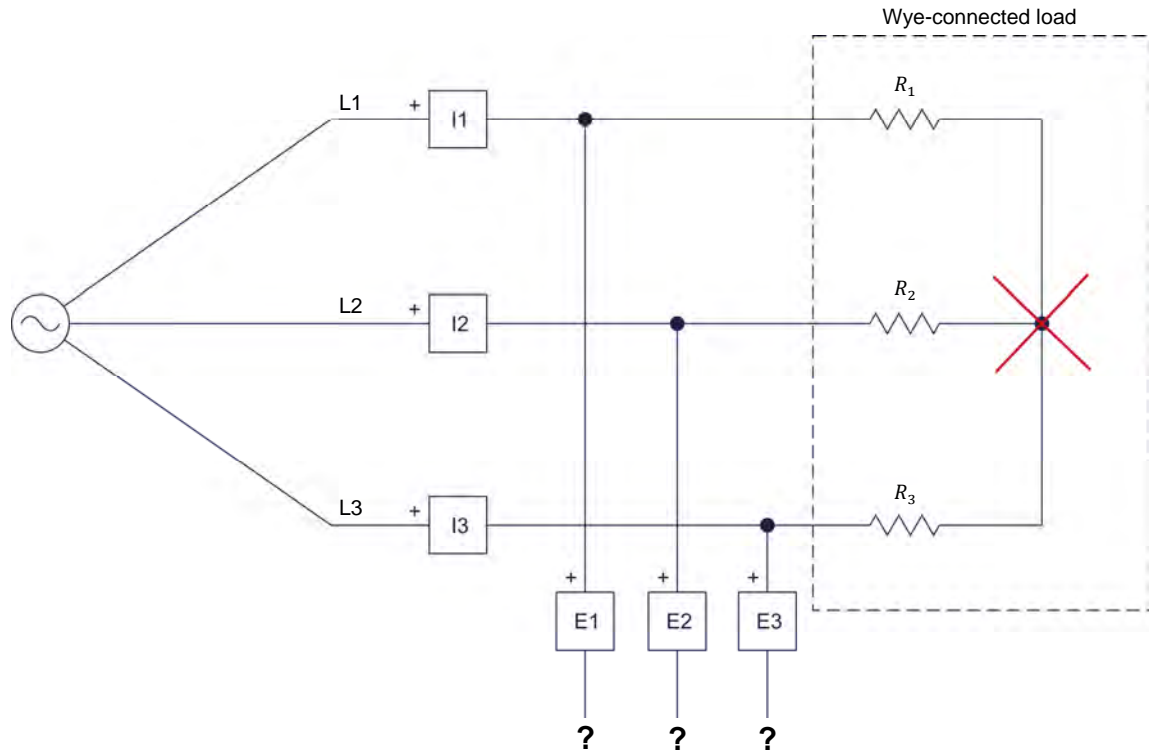 Wye-connected load
R₁
L1
+
I1
R₂
L2
+
I2
R₃
L3
+
I3
+
+
+
E1
E2
E3
?
?
?